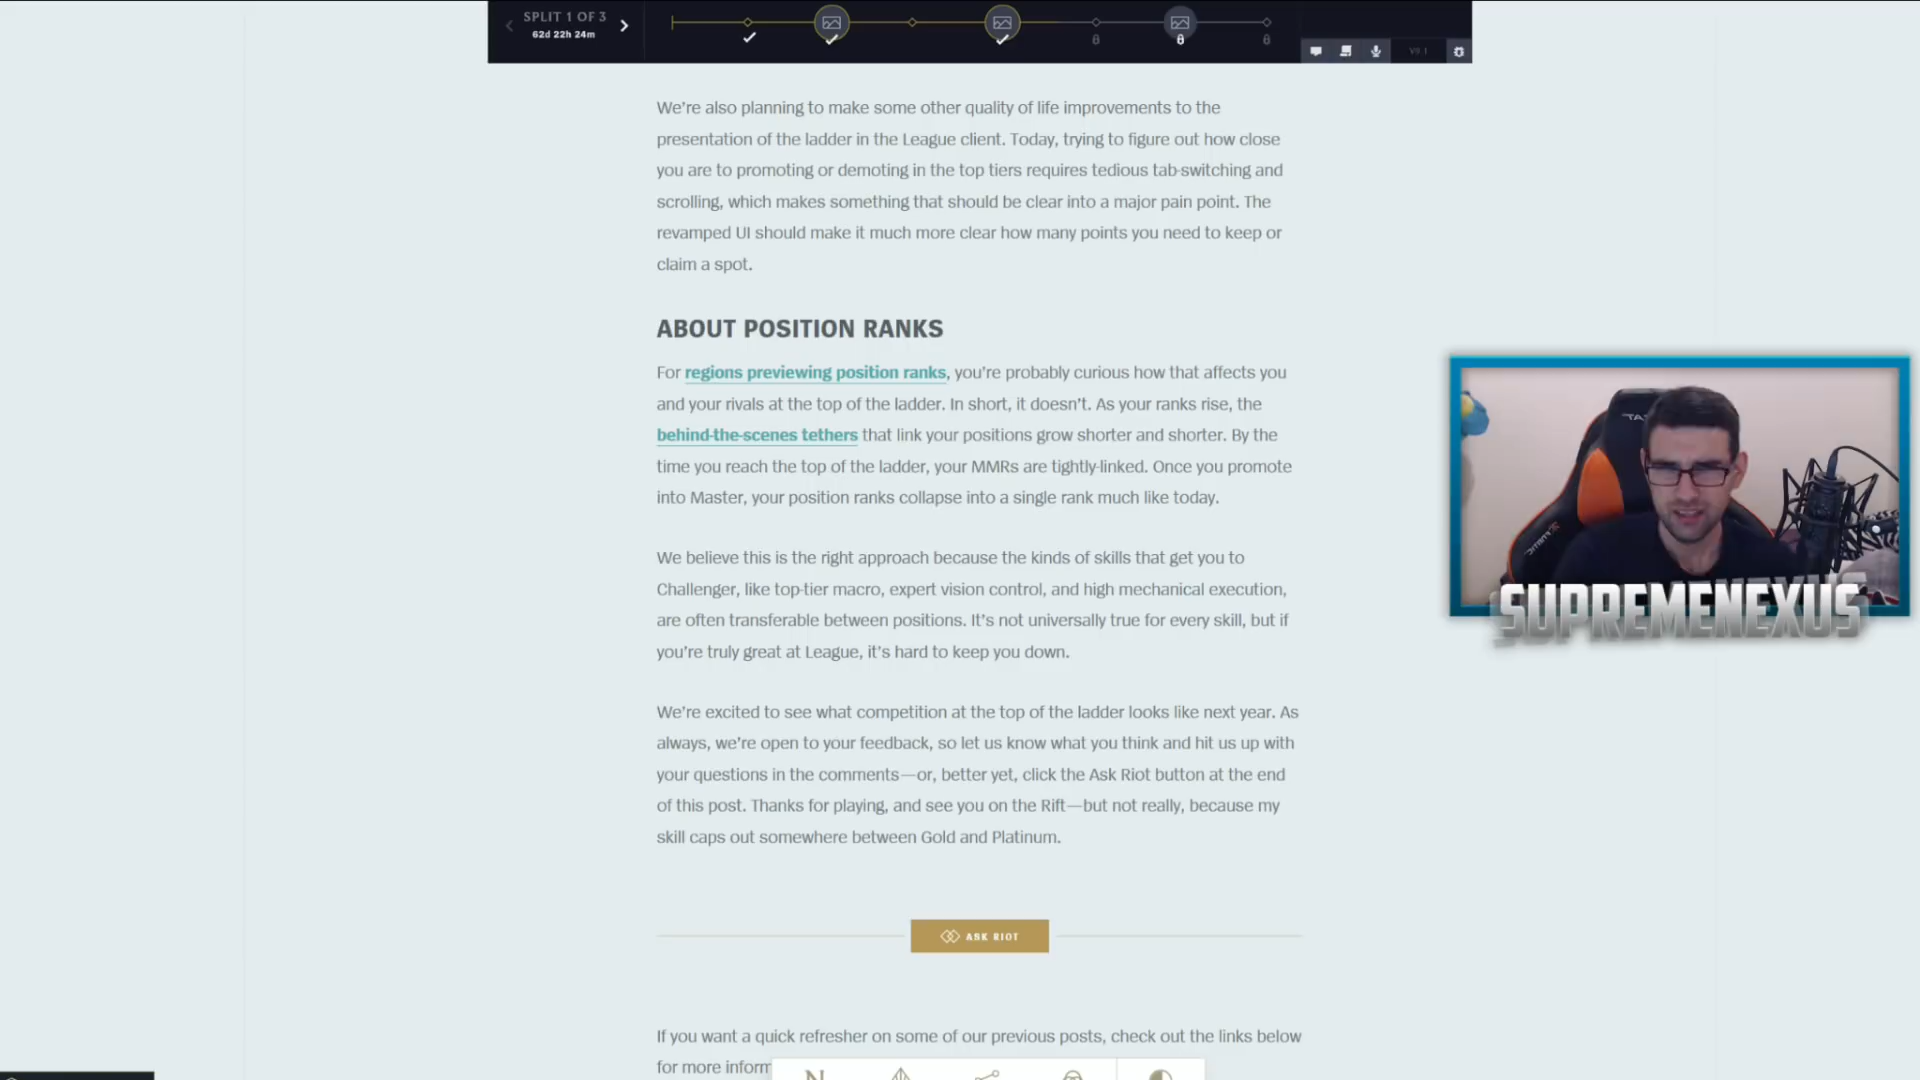 SPLIT 1 OF 3
62d 22h 24m
V9.1
We're also planning to make some other quality of life improvements to the
presentation of the ladder in the League client. Today, trying to figure out how close
you are to promoting or demoting in the top tiers requires tedious tab-switching and
scrolling, which makes something that should be clear into a major pain point. The
revamped UI should make it much more clear how many points you need to keep or
claim a spot.
ABOUT POSITION RANKS
For regions previewing position ranks, you're probably curious how that affects you
and your rivals at the top of the ladder. In short, it doesn't. As your ranks rise, the
behind-the-scenes tethers that link your positions grow shorter and shorter. By the
time you reach the top of the ladder, your MMRs are tightly-linked. Once you promote
into Master, your position ranks collapse into a single rank much like today.
We believe this is the right approach because the kinds of skills that get you to
Challenger, like top-tier macro, expert vision control, and high mechanical execution,
are often transferable between positions. It's not universally true for every skill, but if
you're truly great at League, it's hard to keep you down.
We're excited to see what competition at the top of the ladder looks like next year. As
always, we're open to your feedback, so let us know what you think and hit us up with
your questions in the comments—or, better yet, click the Ask Riot button at the end
of this post. Thanks for playing, and see you on the Rift—but not really, because my
skill caps out somewhere between Gold and Platinum.
ASK RIOT
If you want a quick refresher on some of our previous posts, check out the links below
for more inform
SUPREMENEXUS